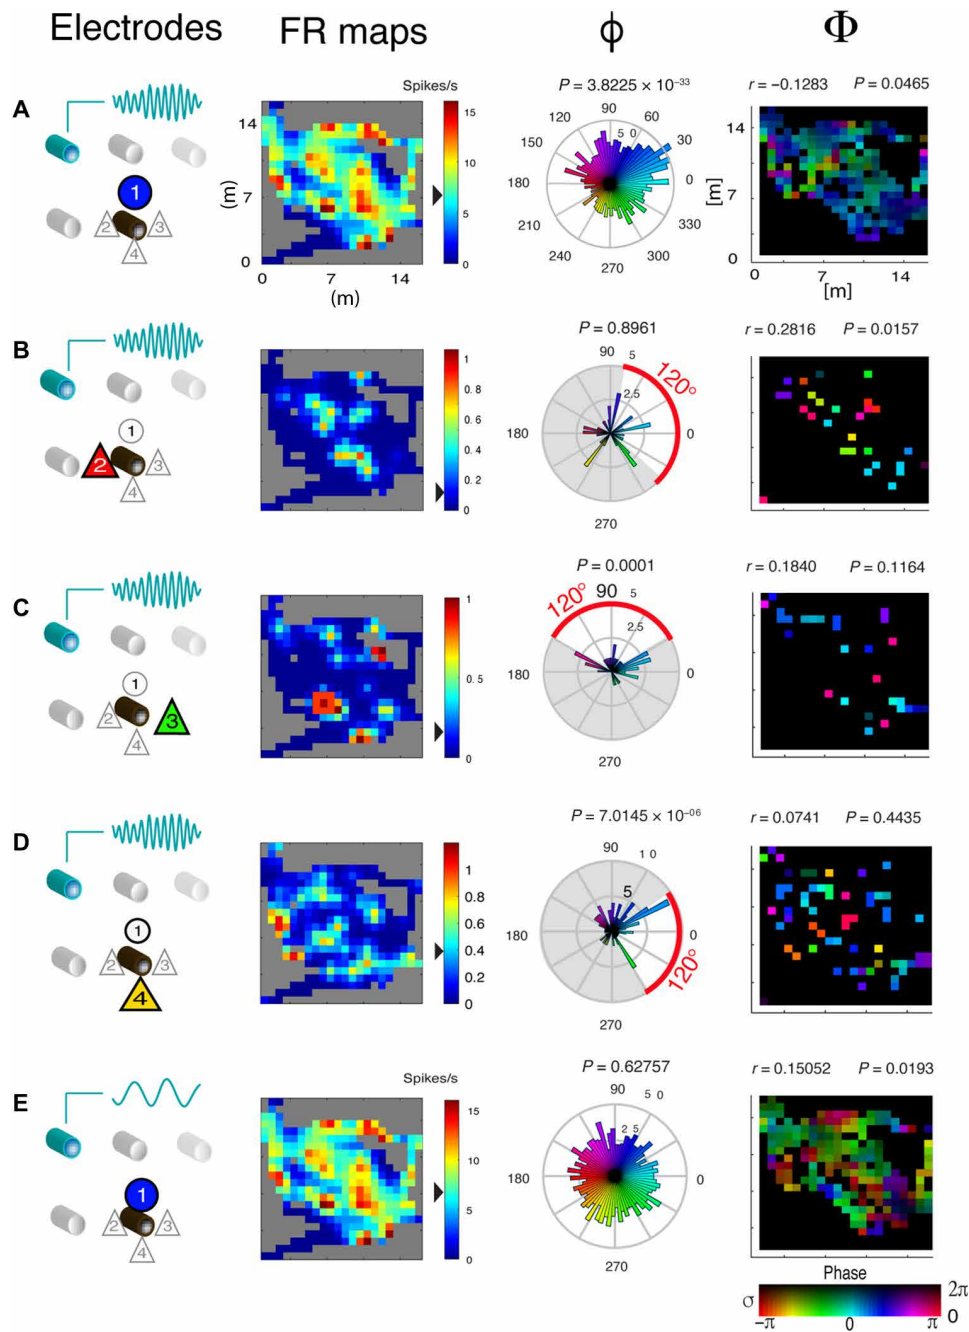 Electrodes FR maps ϕ Φ
A
Spikes/s
P = 3.8225 × 10⁻³³
r = −0.1283 P = 0.0465
1
2
3
4
14
7
0
(m)
0 7 14
(m)
15
10
5
0
90
120 60
150 30
180 0
210 330
240 300
270
5 0
14
7
0
[m]
0 7 14
[m]
B
P = 0.8961
r = 0.2816 P = 0.0157
1
2
3
4
1
0.8
0.6
0.4
0.2
0
90
5
120°
2.5
180 0
270
C
P = 0.0001
r = 0.1840 P = 0.1164
1
2
3
4
1
0.5
0
120°
90
5
2.5
180 0
270
D
P = 7.0145 × 10⁻⁰⁶
r = 0.0741 P = 0.4435
1
2
3
4
1
0.8
0.6
0.4
0.2
0
90
1 0
5
180 0
120°
270
E
Spikes/s
P = 0.62757
r = 0.15052 P = 0.0193
1
2
3
4
15
10
5
0
90
5 0
2 5
180 0
270
Phase
σ
2π
0
−π 0 π